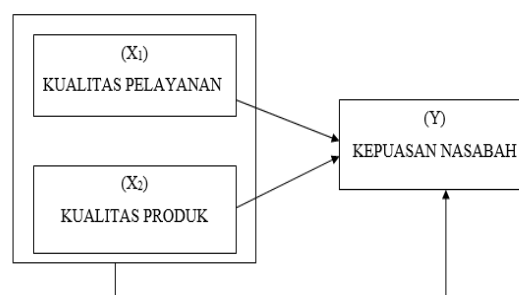 (X₁)
KUALITAS PELAYANAN
(X₂)
KUALITAS PRODUK
(Y)
KEPUASAN NASABAH